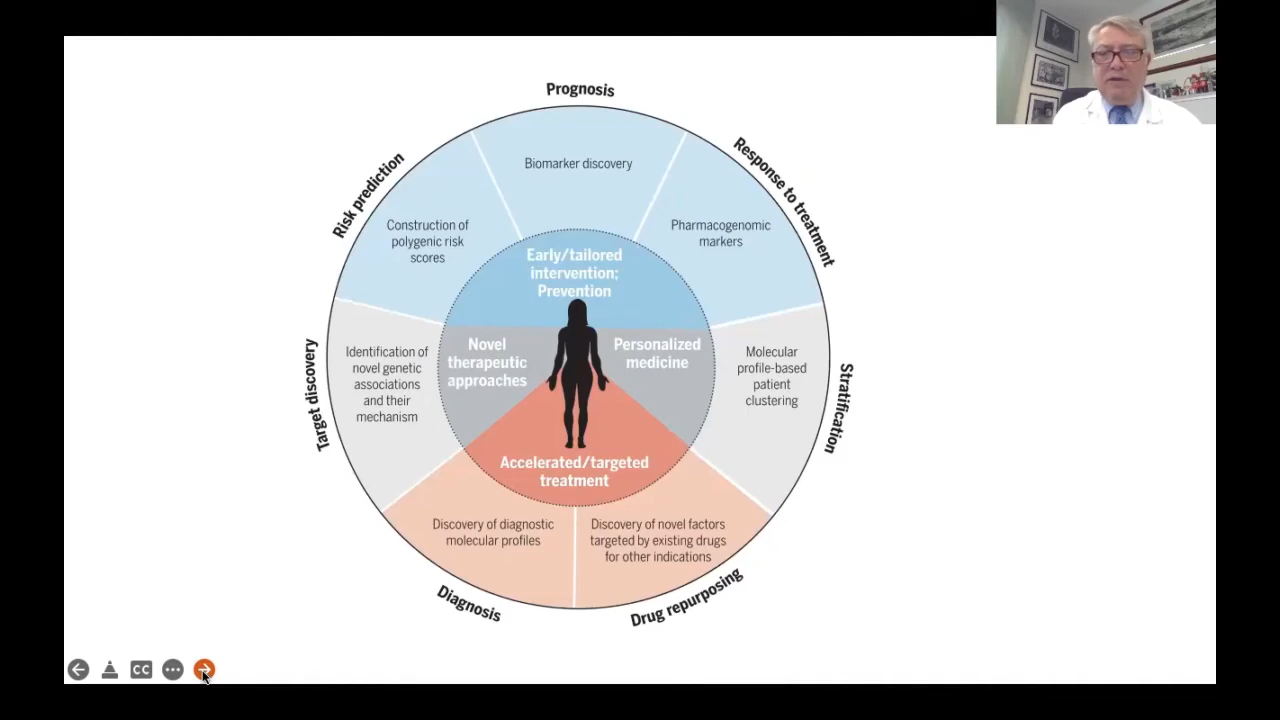 Prognosis
Biomarker discovery
Risk prediction
Construction of
polygenic risk
scores
Response to treatment
Pharmacogenomic
markers
Early/tailored
intervention;
Prevention
Novel
therapeutic
approaches
Personalized
medicine
Target discovery
Identification of
novel genetic
associations
and their
mechanism
Stratification
Molecular
profile-based
patient
clustering
Accelerated/targeted
treatment
Discovery of diagnostic
molecular profiles
Diagnosis
Discovery of novel factors
targeted by existing drugs
for other indications
Drug repurposing
CC